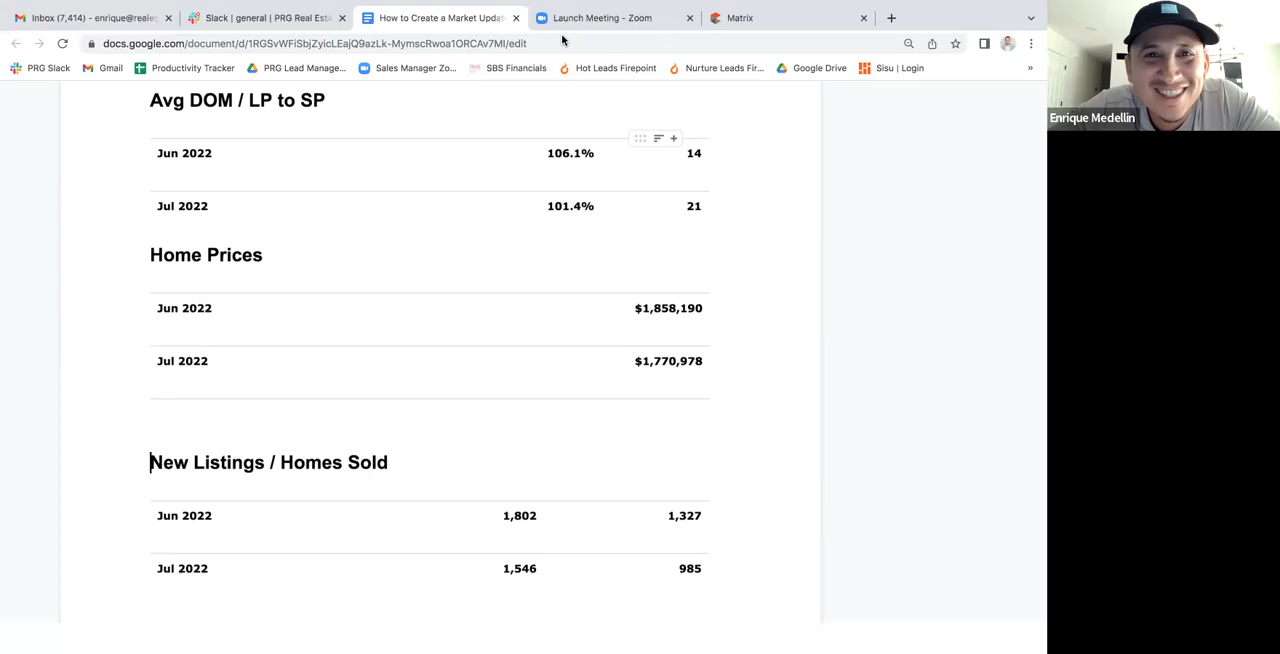 Inbox (7,414) - enrique@reales
Slack | general | PRG Real Esta
How to Create a Market Updat
Launch Meeting - Zoom
Matrix
docs.google.com/document/d/1RGSvWFiSbjZyicLEajQ9azLk-MymscRwoa1ORCAv7MI/edit
PRG Slack
Gmail
Productivity Tracker
PRG Lead Manage...
Sales Manager Zo...
SBS Financials
Hot Leads Firepoint
Nurture Leads Fir...
Google Drive
Sisu | Login
»
Enrique Medellin
Avg DOM / LP to SP
Jun 2022 106.1% 14
Jul 2022 101.4% 21
Home Prices
Jun 2022 $1,858,190
Jul 2022 $1,770,978
New Listings / Homes Sold
Jun 2022 1,802 1,327
Jul 2022 1,546 985